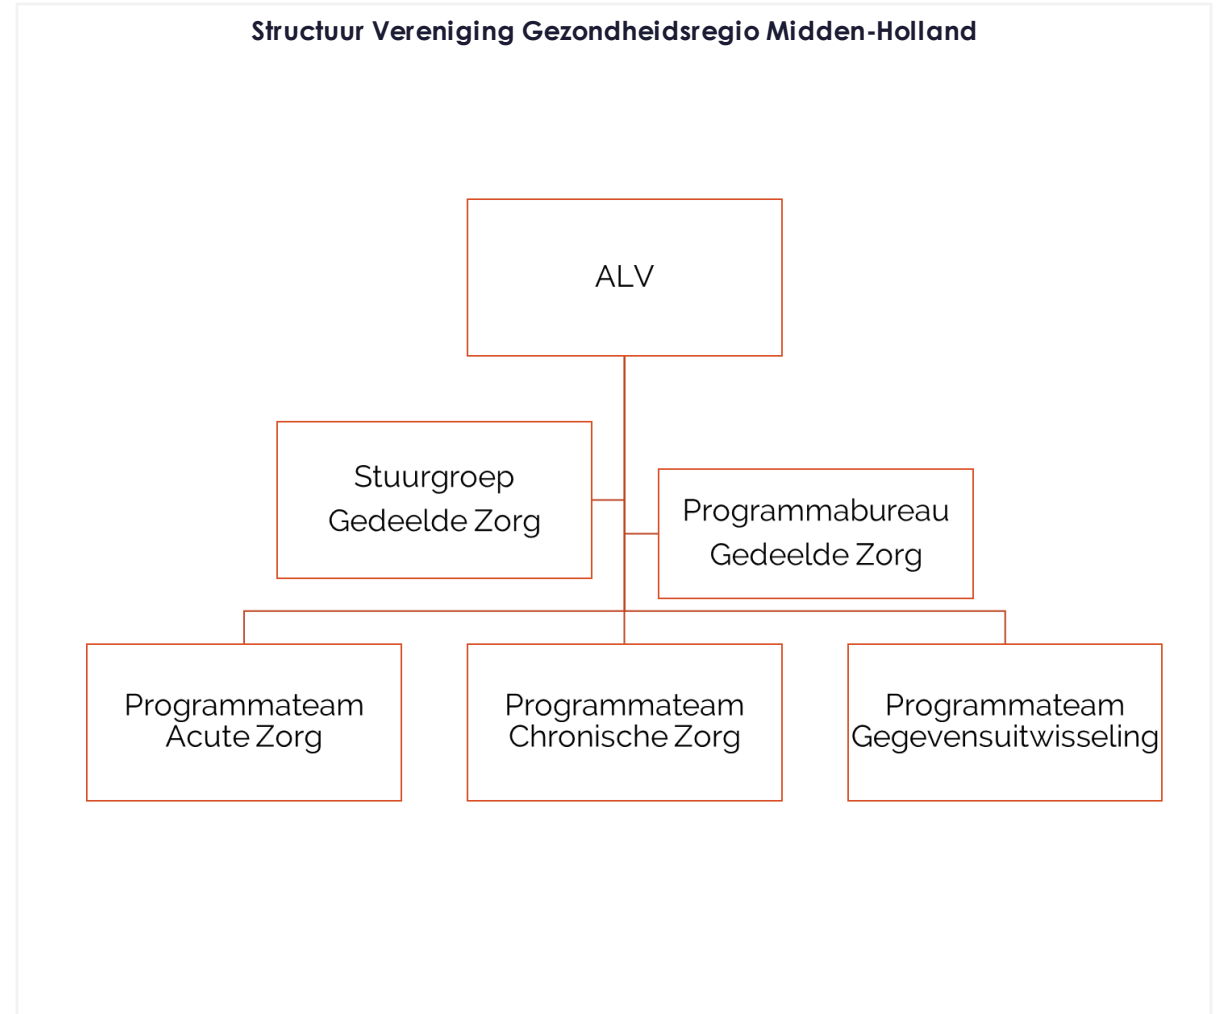 Structuur Vereniging Gezondheidsregio Midden-Holland
ALV
Stuurgroep
Gedeelde Zorg
Programmabureau
Gedeelde Zorg
Programmateam
Acute Zorg
Programmateam
Chronische Zorg
Programmateam
Gegevensuitwisseling